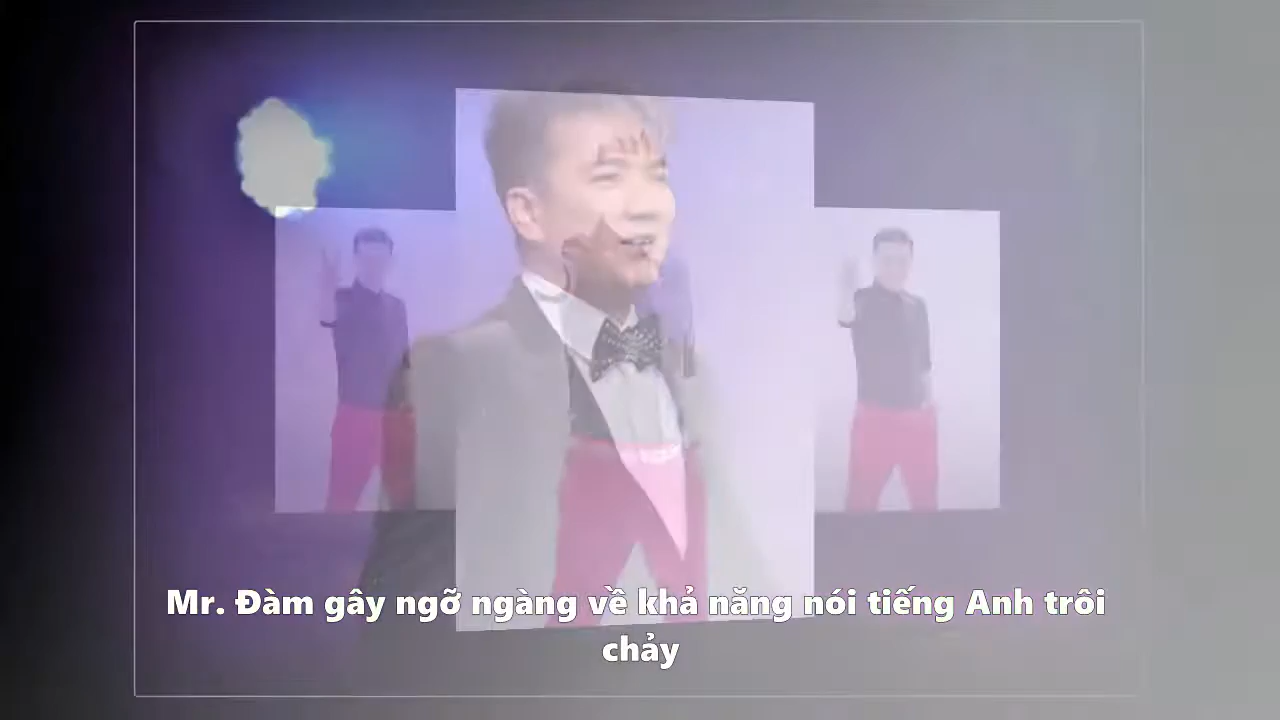 Mr. Đàm gây ngỡ ngàng về khả năng nói tiếng Anh trôi
chảy